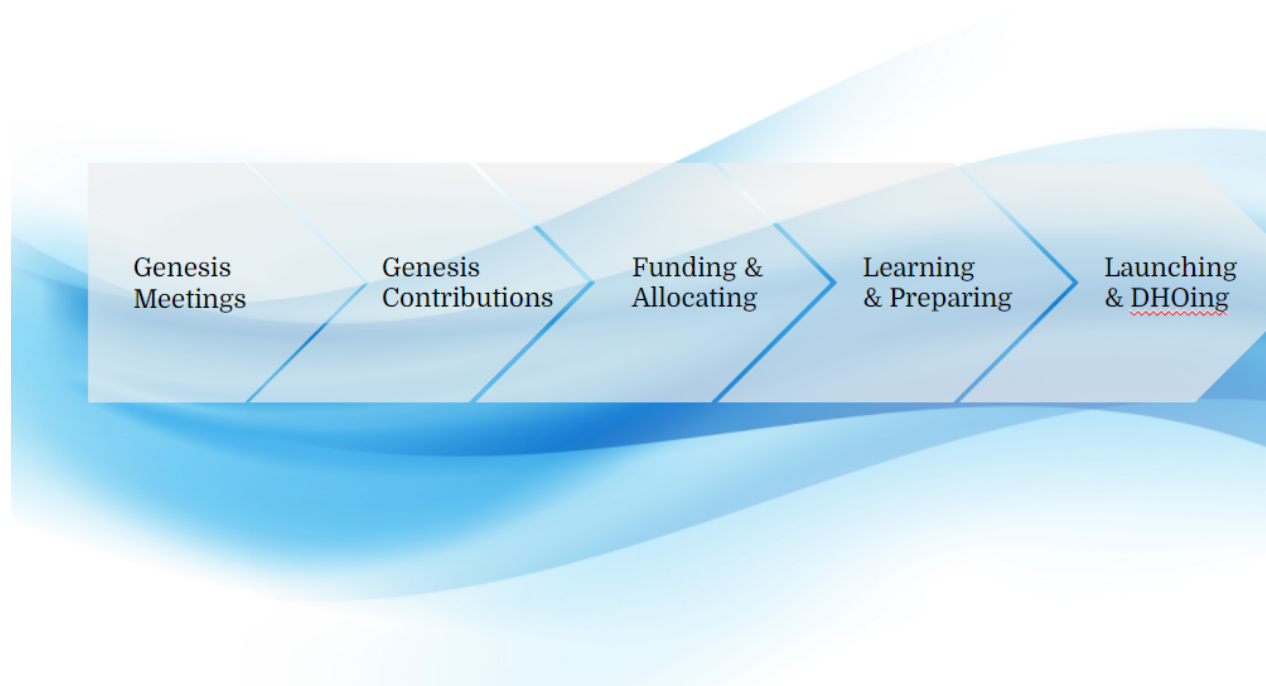 Genesis
Meetings
Genesis
Contributions
Funding &
Allocating
Learning
& Preparing
Launching
& DHOing